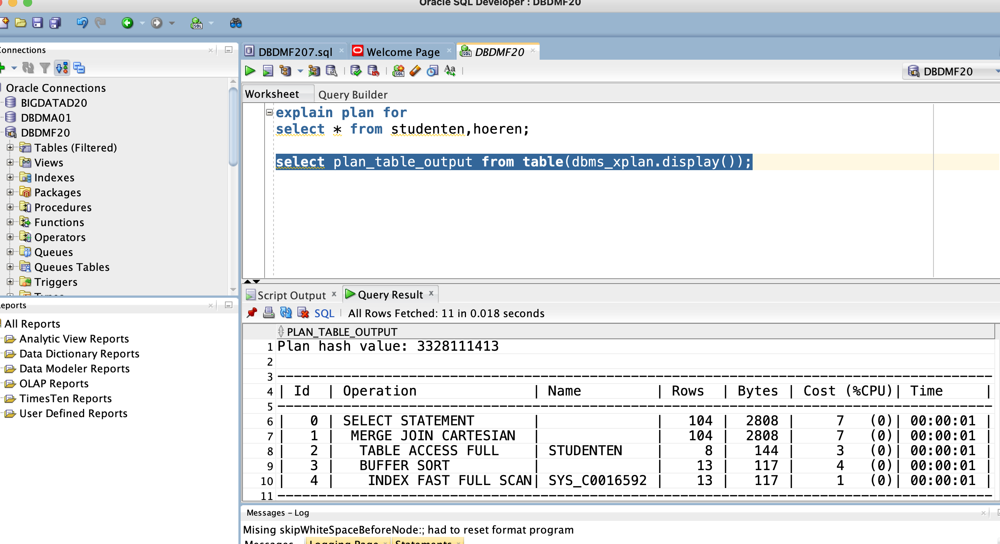 Oracle SQL Developer : DBDMF20
Connections
Oracle Connections
BIGDATAD20
DBDMA01
DBDMF20
Tables (Filtered)
Views
Indexes
Packages
Procedures
Functions
Operators
Queues
Queues Tables
Triggers
Types
Reports
All Reports
Analytic View Reports
Data Dictionary Reports
Data Modeler Reports
OLAP Reports
TimesTen Reports
User Defined Reports
DBDMF207.sql
Welcome Page
DBDMF20
DBDMF20
Worksheet
Query Builder
explain plan for
select * from studenten,hoeren;
select plan_table_output from table(dbms_xplan.display());
Script Output
Query Result
SQL | All Rows Fetched: 11 in 0.018 seconds
PLAN_TABLE_OUTPUT
1 Plan hash value: 3328111413
2
3 ---------------------------------------------------------------------------------------
4 | Id  | Operation            | Name         | Rows  | Bytes | Cost (%CPU)| Time     |
5 ---------------------------------------------------------------------------------------
6 |   0 | SELECT STATEMENT     |              |   104 |  2808 |     7   (0)| 00:00:01 |
7 |   1 |  MERGE JOIN CARTESIAN |              |   104 |  2808 |     7   (0)| 00:00:01 |
8 |   2 |   TABLE ACCESS FULL  | STUDENTEN    |     8 |   144 |     3   (0)| 00:00:01 |
9 |   3 |   BUFFER SORT        |              |    13 |   117 |     4   (0)| 00:00:01 |
10 |   4 |    INDEX FAST FULL SCAN| SYS_C0016592 |    13 |   117 |     1   (0)| 00:00:01 |
11 ---------------------------------------------------------------------------------------
Messages - Log
Mising skipWhiteSpaceBeforeNode:; had to reset format program
Messages
Logging Page
Statements